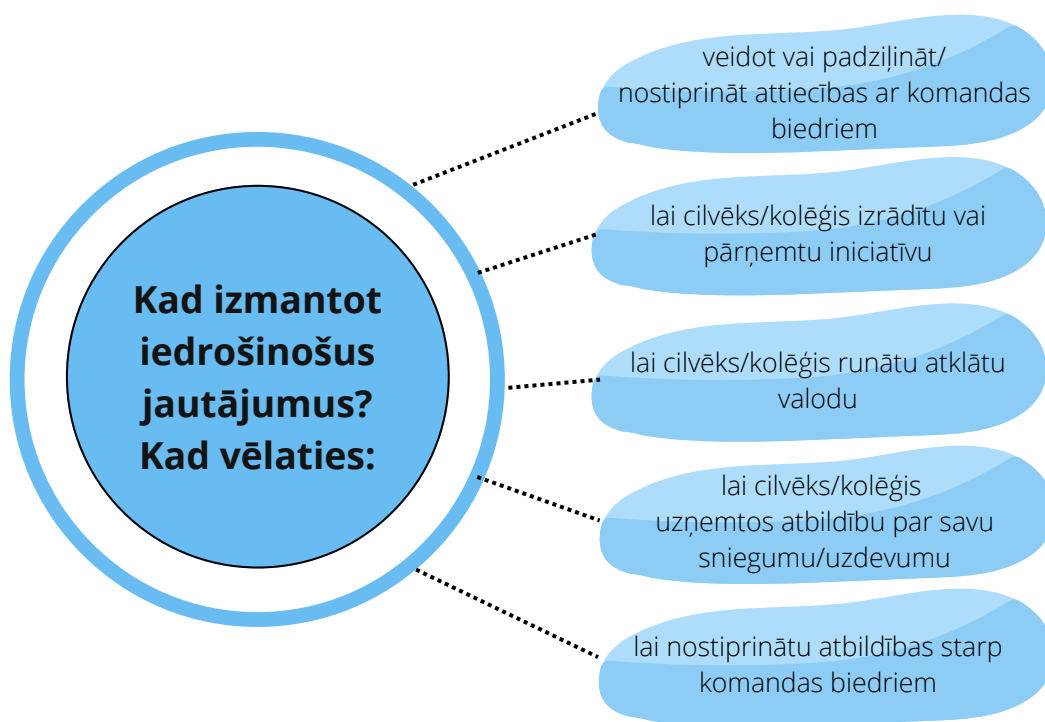 Kad izmantot
iedrošinošus
jautājumus?
Kad vēlaties:
veidot vai padziļināt/
nostiprināt attiecības ar komandas
biedriem
lai cilvēks/kolēģis izrādītu vai
pārņemtu iniciatīvu
lai cilvēks/kolēģis runātu atklātu
valodu
lai cilvēks/kolēģis
uzņemtos atbildību par savu
sniegumu/uzdevumu
lai nostiprinātu atbildības starp
komandas biedriem